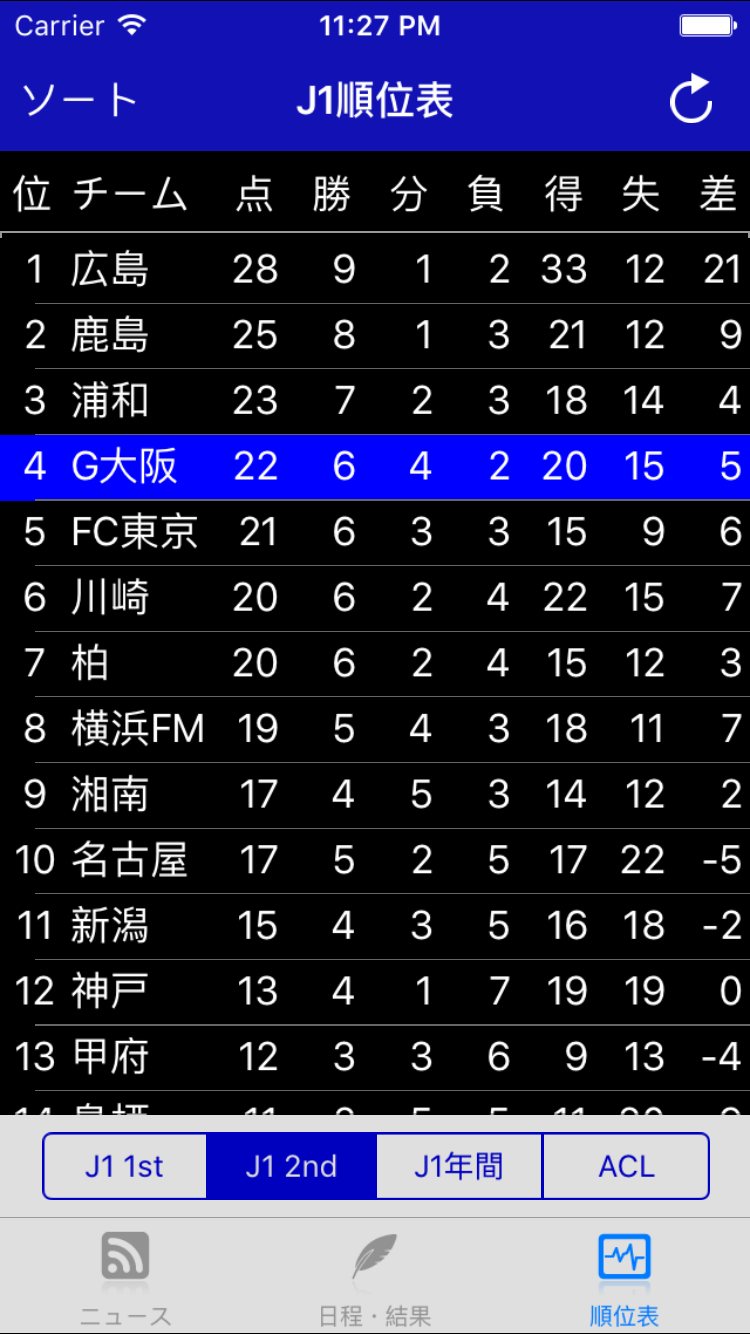 Carrier 11:27 PM
ソート J1順位表
位 チーム 点 勝 分 負 得 失 差
1 広島 28 9 1 2 33 12 21
2 鹿島 25 8 1 3 21 12 9
3 浦和 23 7 2 3 18 14 4
4 G大阪 22 6 4 2 20 15 5
5 FC東京 21 6 3 3 15 9 6
6 川崎 20 6 2 4 22 15 7
7 柏 20 6 2 4 15 12 3
8 横浜FM 19 5 4 3 18 11 7
9 湘南 17 4 5 3 14 12 2
10 名古屋 17 5 2 5 17 22 -5
11 新潟 15 4 3 5 16 18 -2
12 神戸 13 4 1 7 19 19 0
13 甲府 12 3 3 6 9 13 -4
J1 1st J1 2nd J1年間 ACL
ニュース 日程・結果 順位表